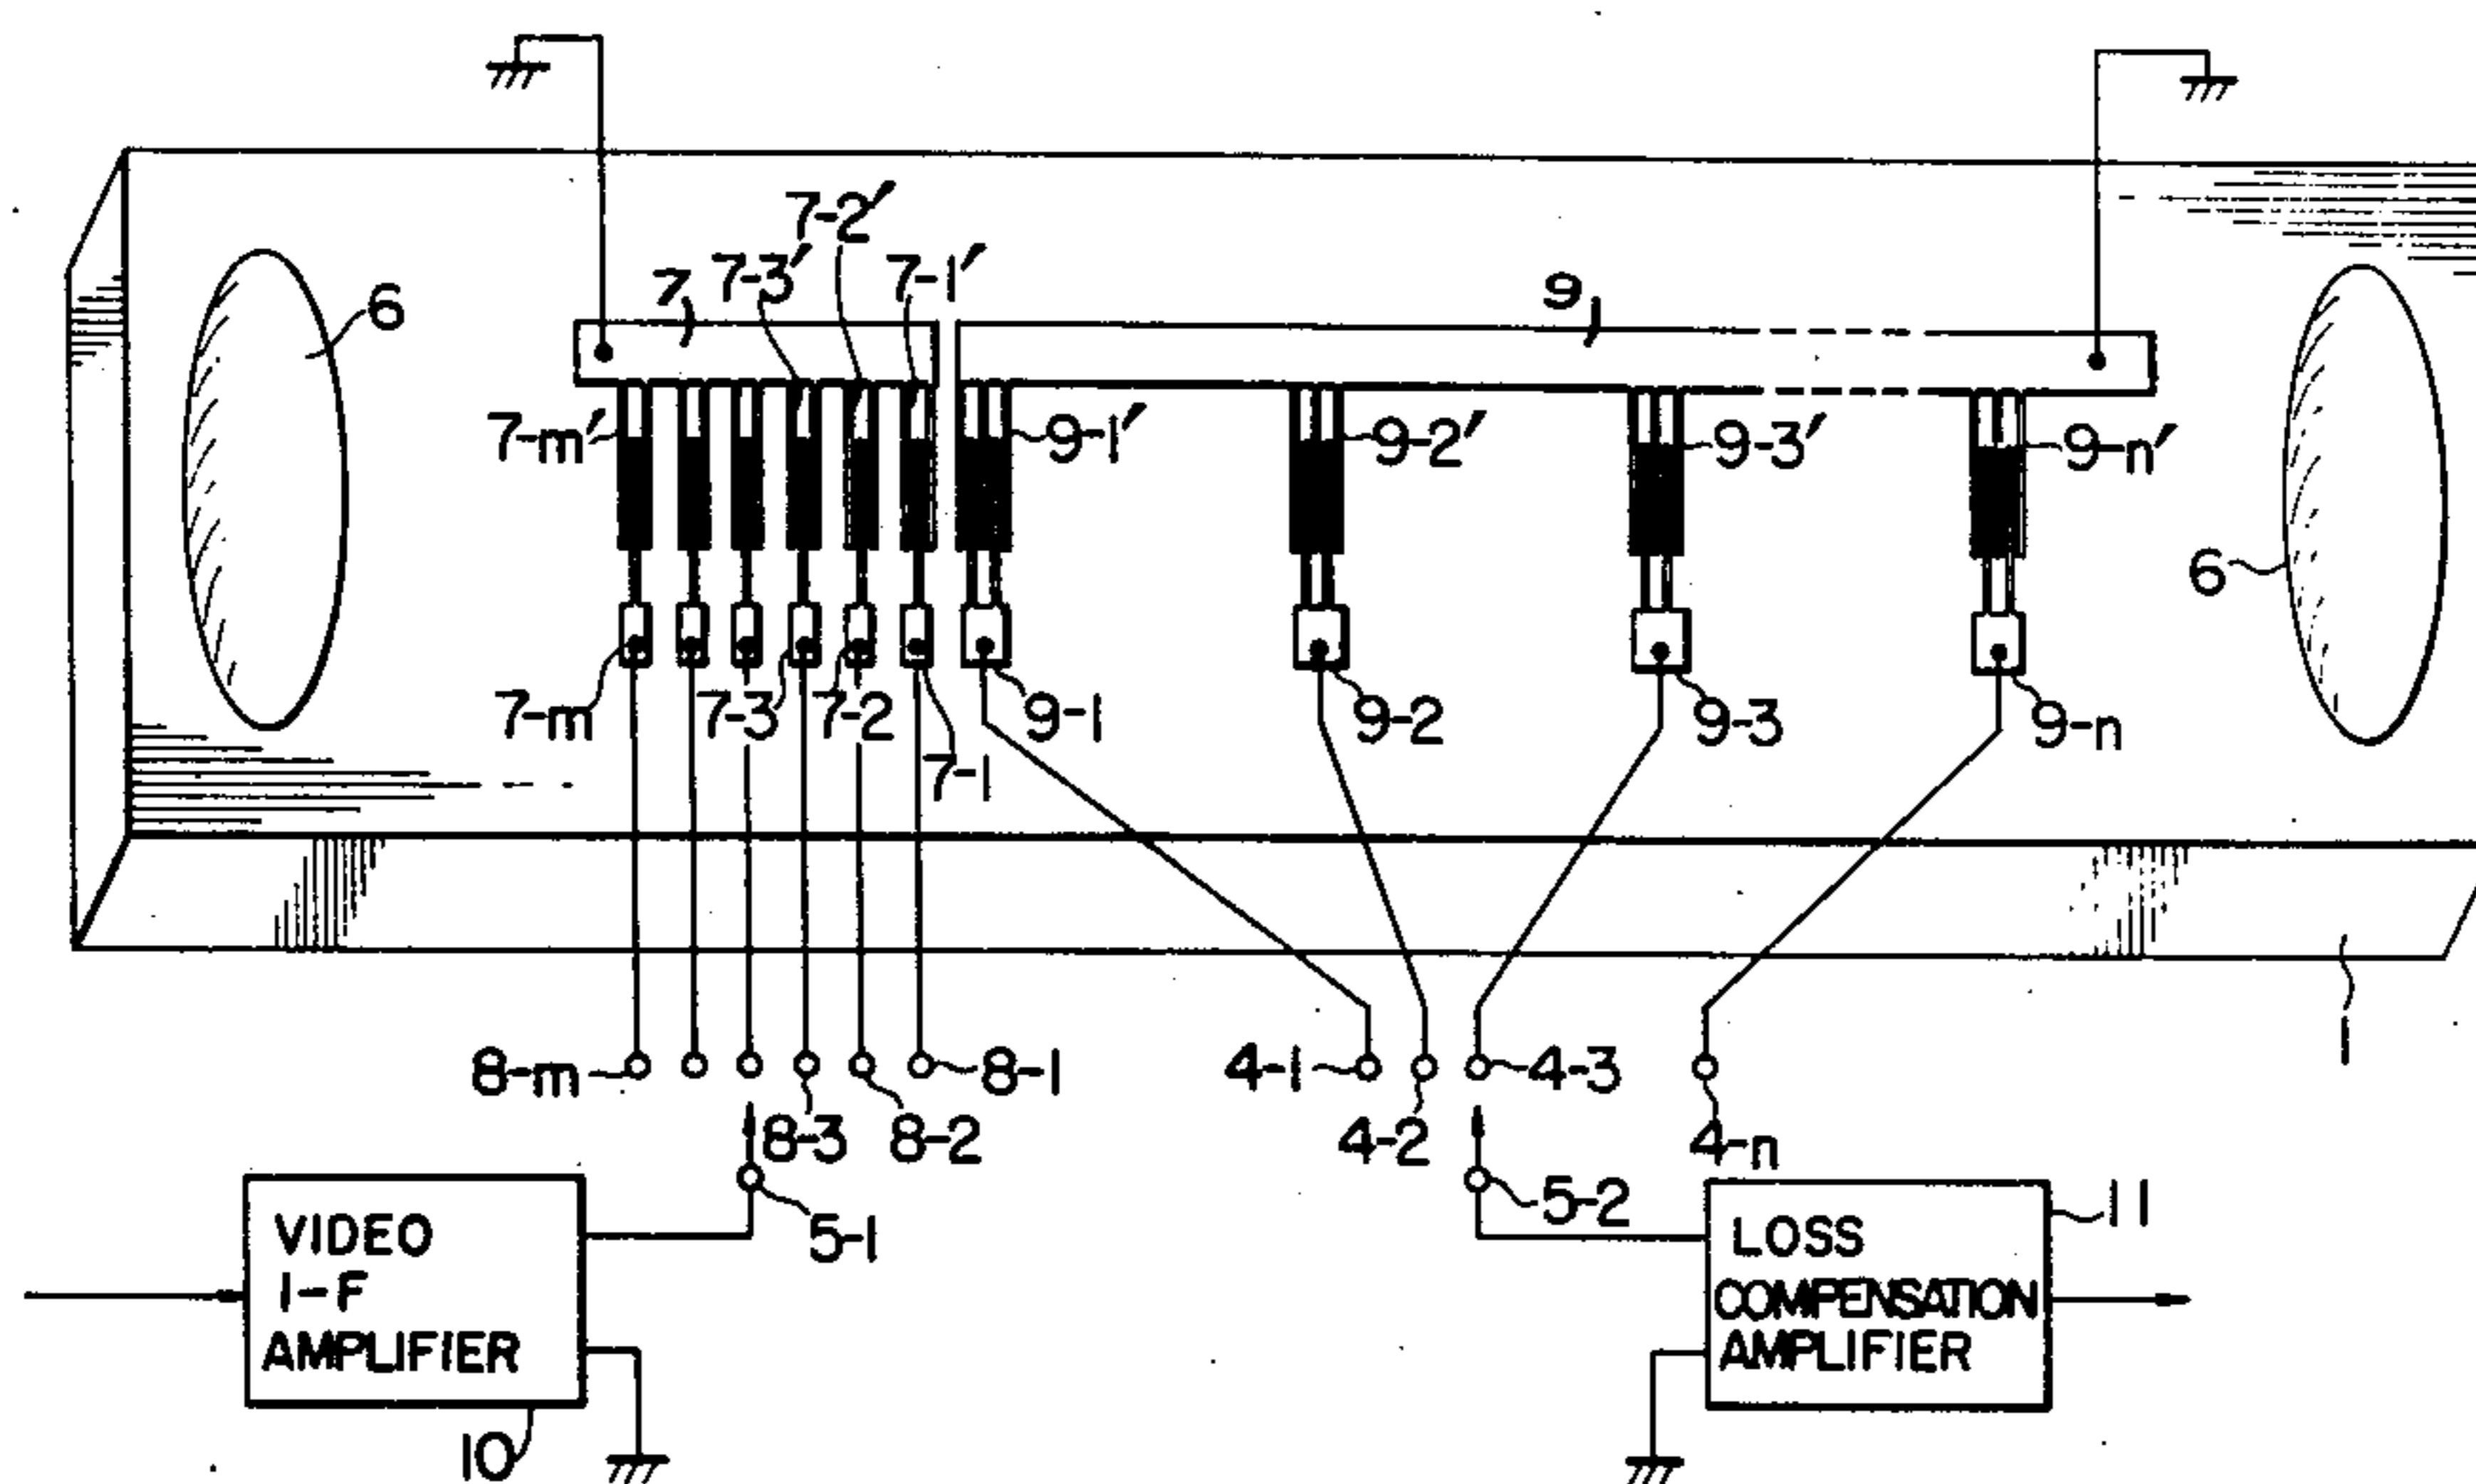 7-2'
7-3'
7-1'
7
9
6
7-m'
9-1'
9-2'
9-3'
9-n'
6
7-m
7-3
7-2
9-1
9-2
9-3
9-n
7-1
8-m
8-1
4-1
4-3
1
8-3
8-2
4-2
4-n
5-1
5-2
11
VIDEO
I-F
AMPLIFIER
LOSS
COMPENSATION
AMPLIFIER
10